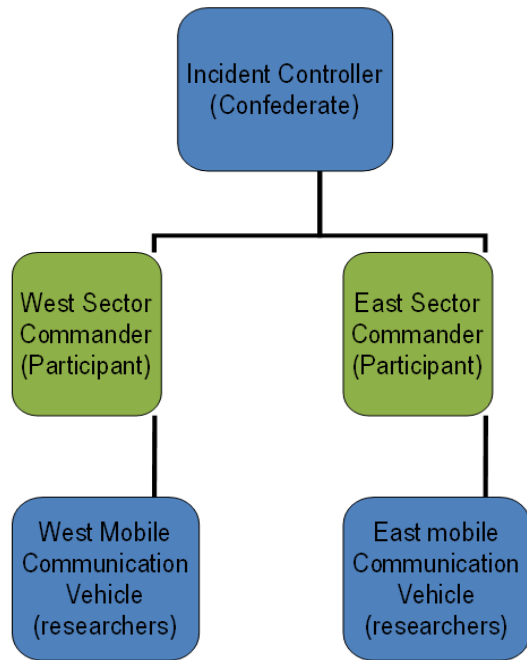 Incident Controller
(Confederate)
West Sector
Commander
(Participant)
East Sector
Commander
(Participant)
West Mobile
Communication
Vehicle
(researchers)
East mobile
Communication
Vehicle
(researchers)